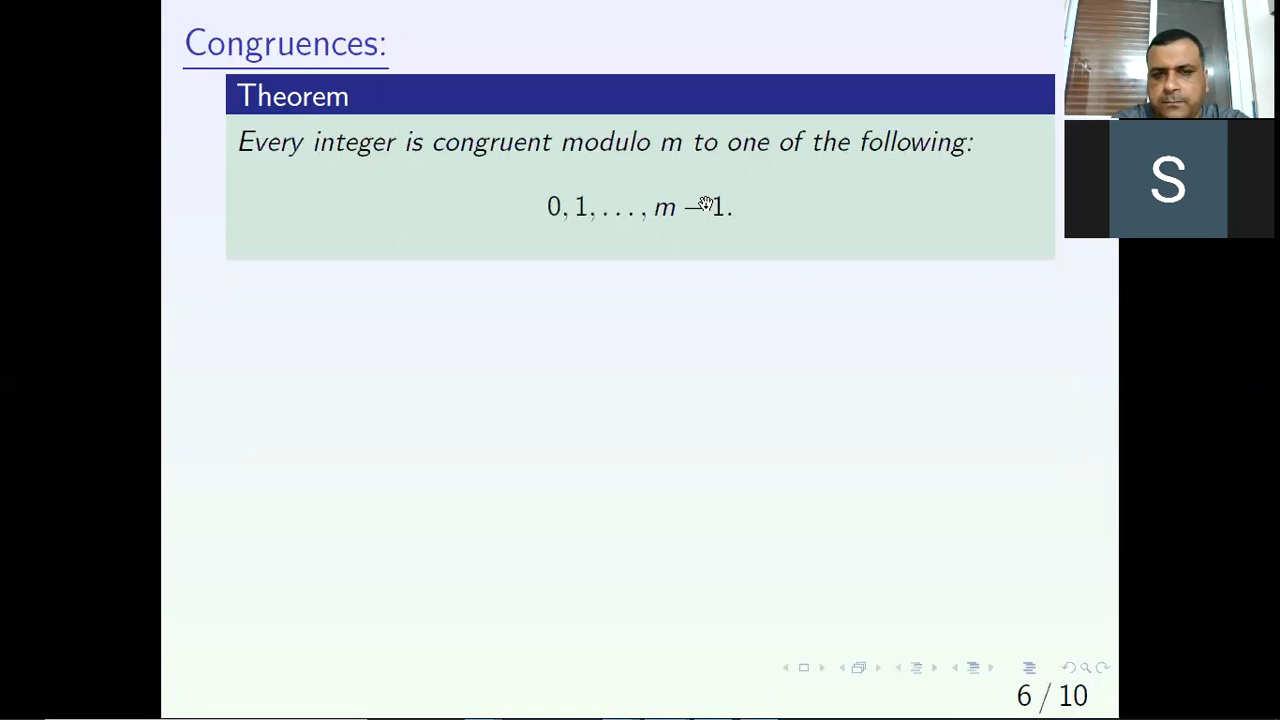 Congruences:
Theorem
Every integer is congruent modulo m to one of the following:
0, 1, . . . , m − 1.
S
6 / 10